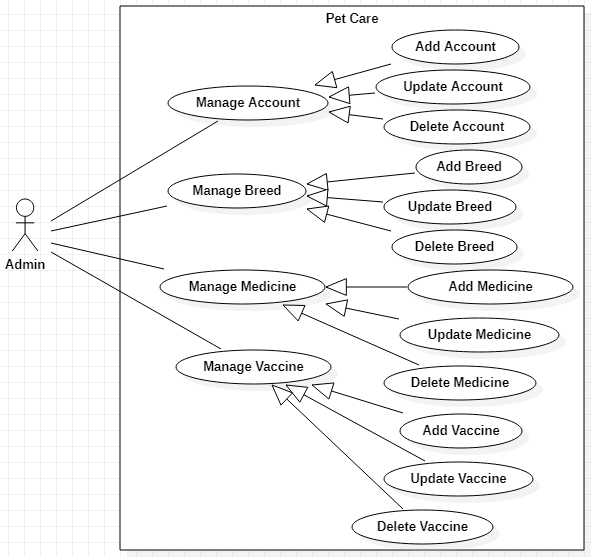 Pet Care
Add Account
Update Account
Manage Account
Delete Account
Add Breed
Manage Breed
Update Breed
Delete Breed
Admin
Manage Medicine
Add Medicine
Update Medicine
Manage Vaccine
Delete Medicine
Add Vaccine
Update Vaccine
Delete Vaccine